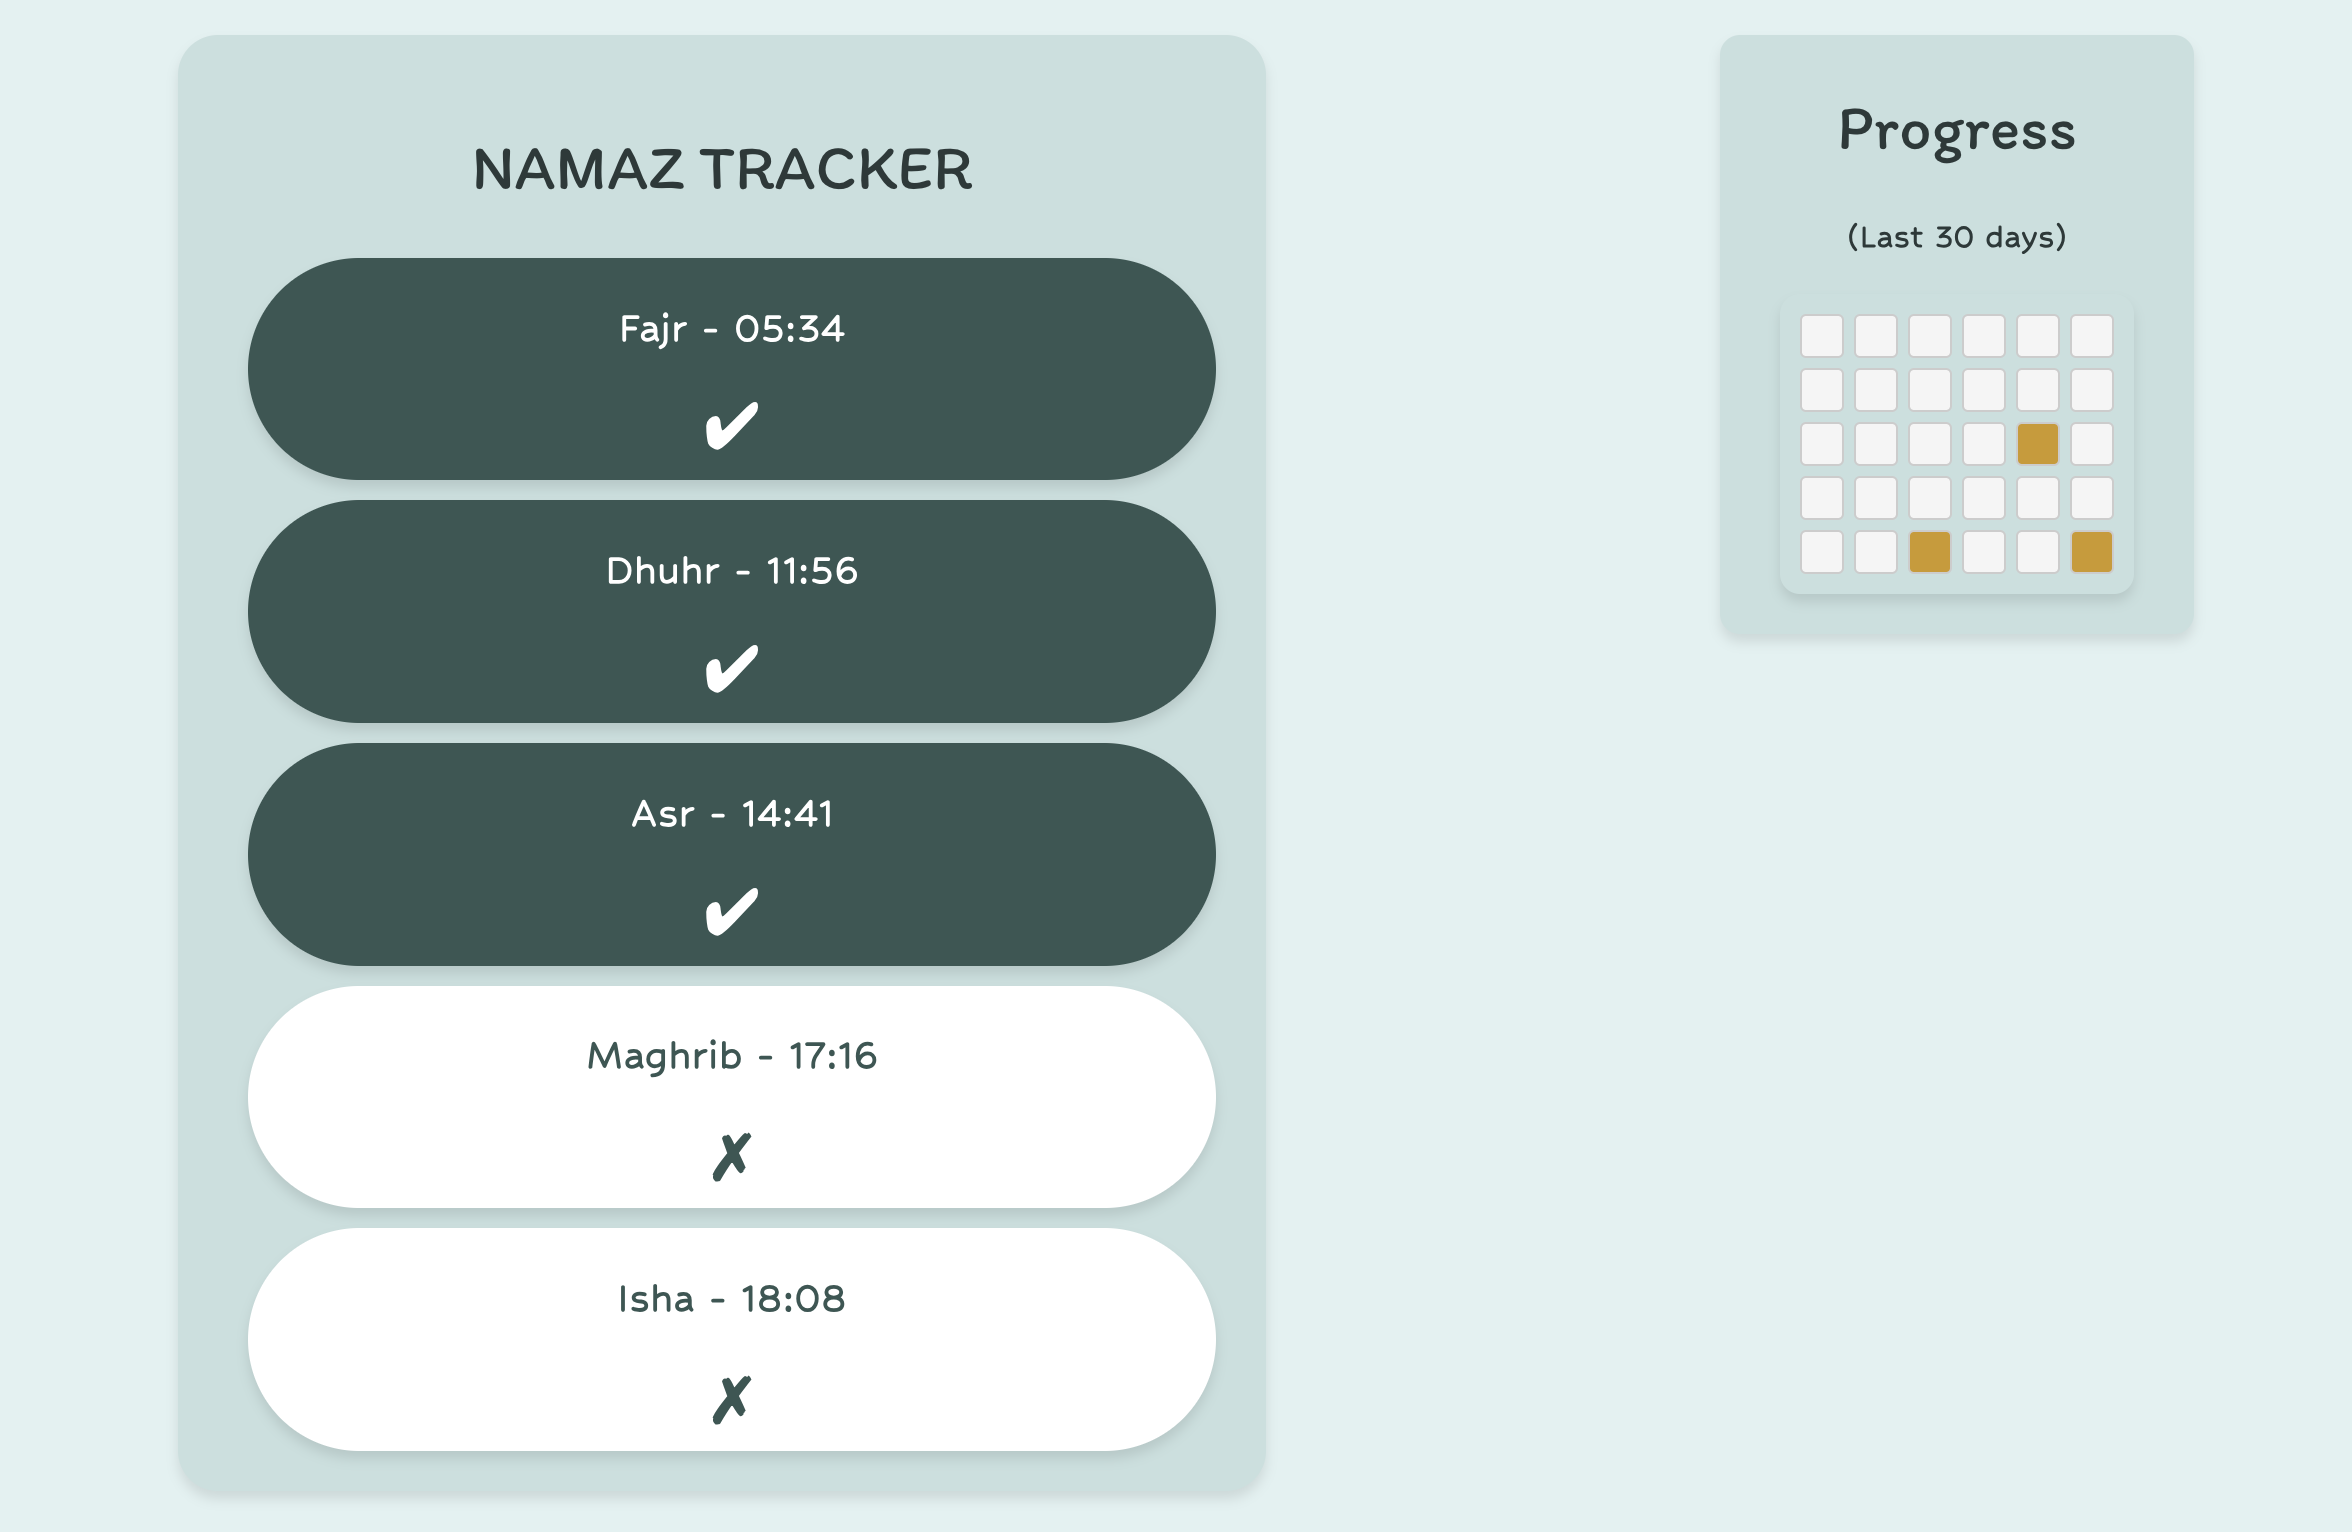 NAMAZ TRACKER
Fajr - 05:34
✔
Dhuhr - 11:56
✔
Asr - 14:41
✔
Maghrib - 17:16
✗
Isha - 18:08
✗
Progress
(Last 30 days)